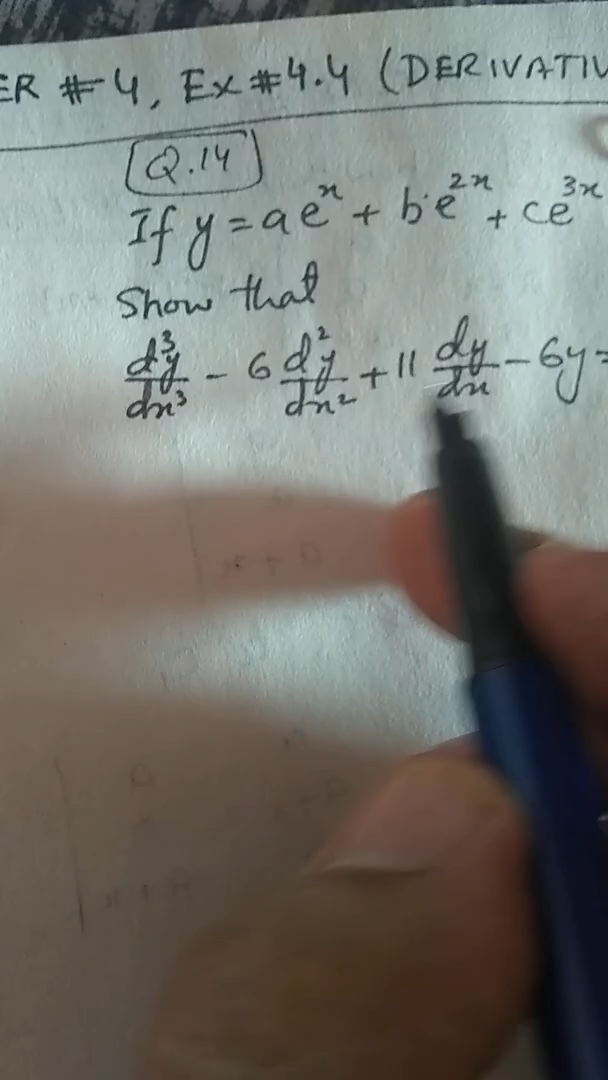 ER # 4, Ex # 4.4 (DERIVATIV
Q.14
If y = ae^x + be^2x + ce^3x
Show that
d³y/dx³ - 6 d²y/dx² + 11 dy/dx - 6y =